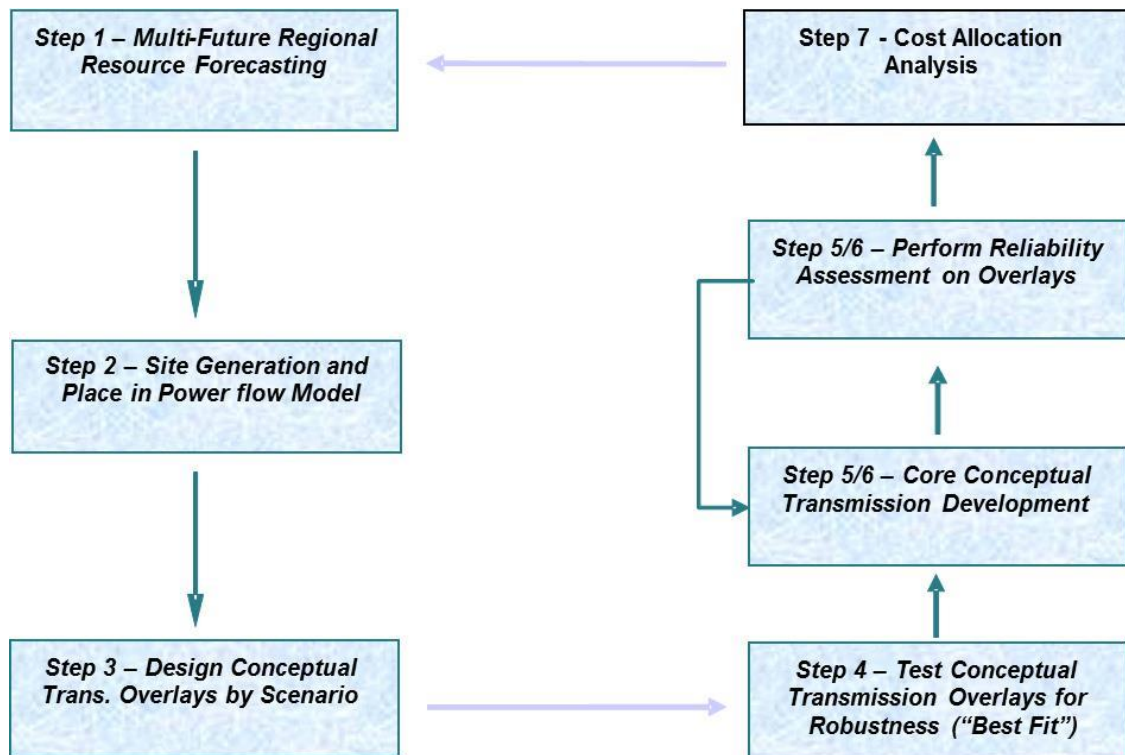 Step 1 – Multi-Future Regional
Resource Forecasting
Step 7 - Cost Allocation
Analysis
Step 5/6 – Perform Reliability
Assessment on Overlays
Step 2 – Site Generation and
Place in Power flow Model
Step 5/6 – Core Conceptual
Transmission Development
Step 3 – Design Conceptual
Trans. Overlays by Scenario
Step 4 – Test Conceptual
Transmission Overlays for
Robustness (“Best Fit”)